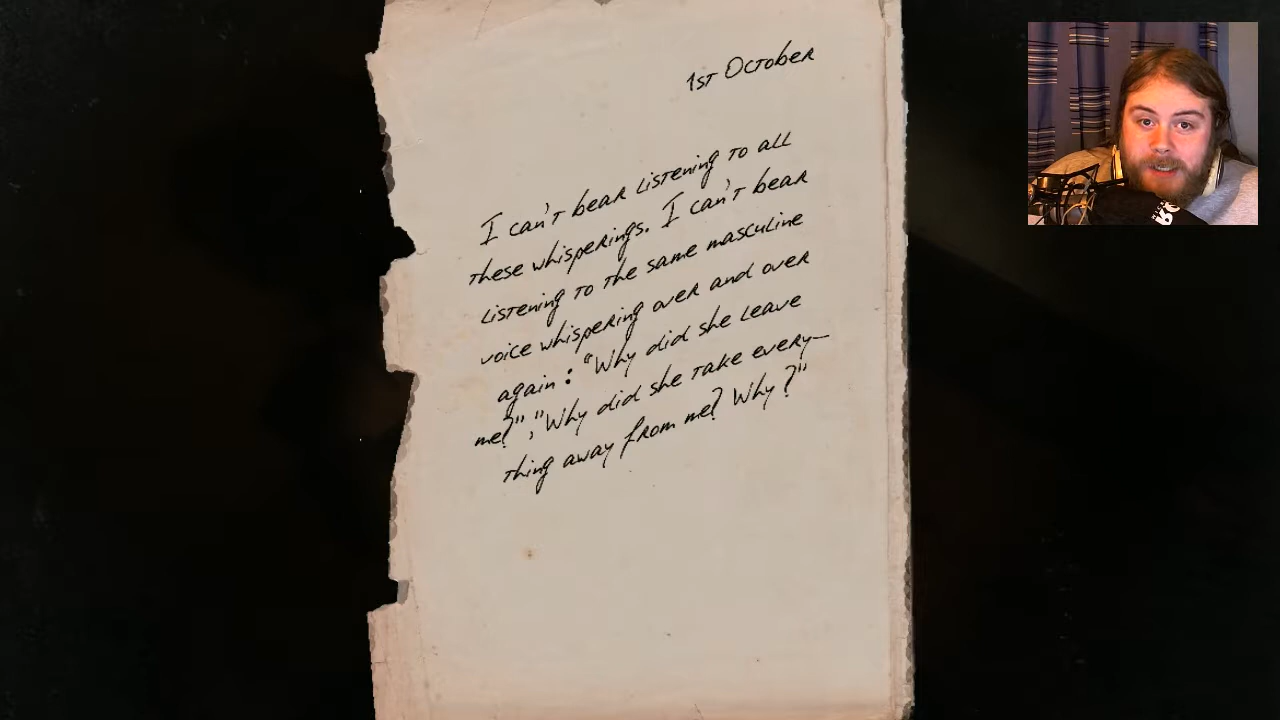 1st October
I can't bear listening to all
these whisperings. I can't bear
listening to the same masculine
voice whispering over and over
again: "Why did she leave
me?", "Why did she take every-
thing away from me? Why?"